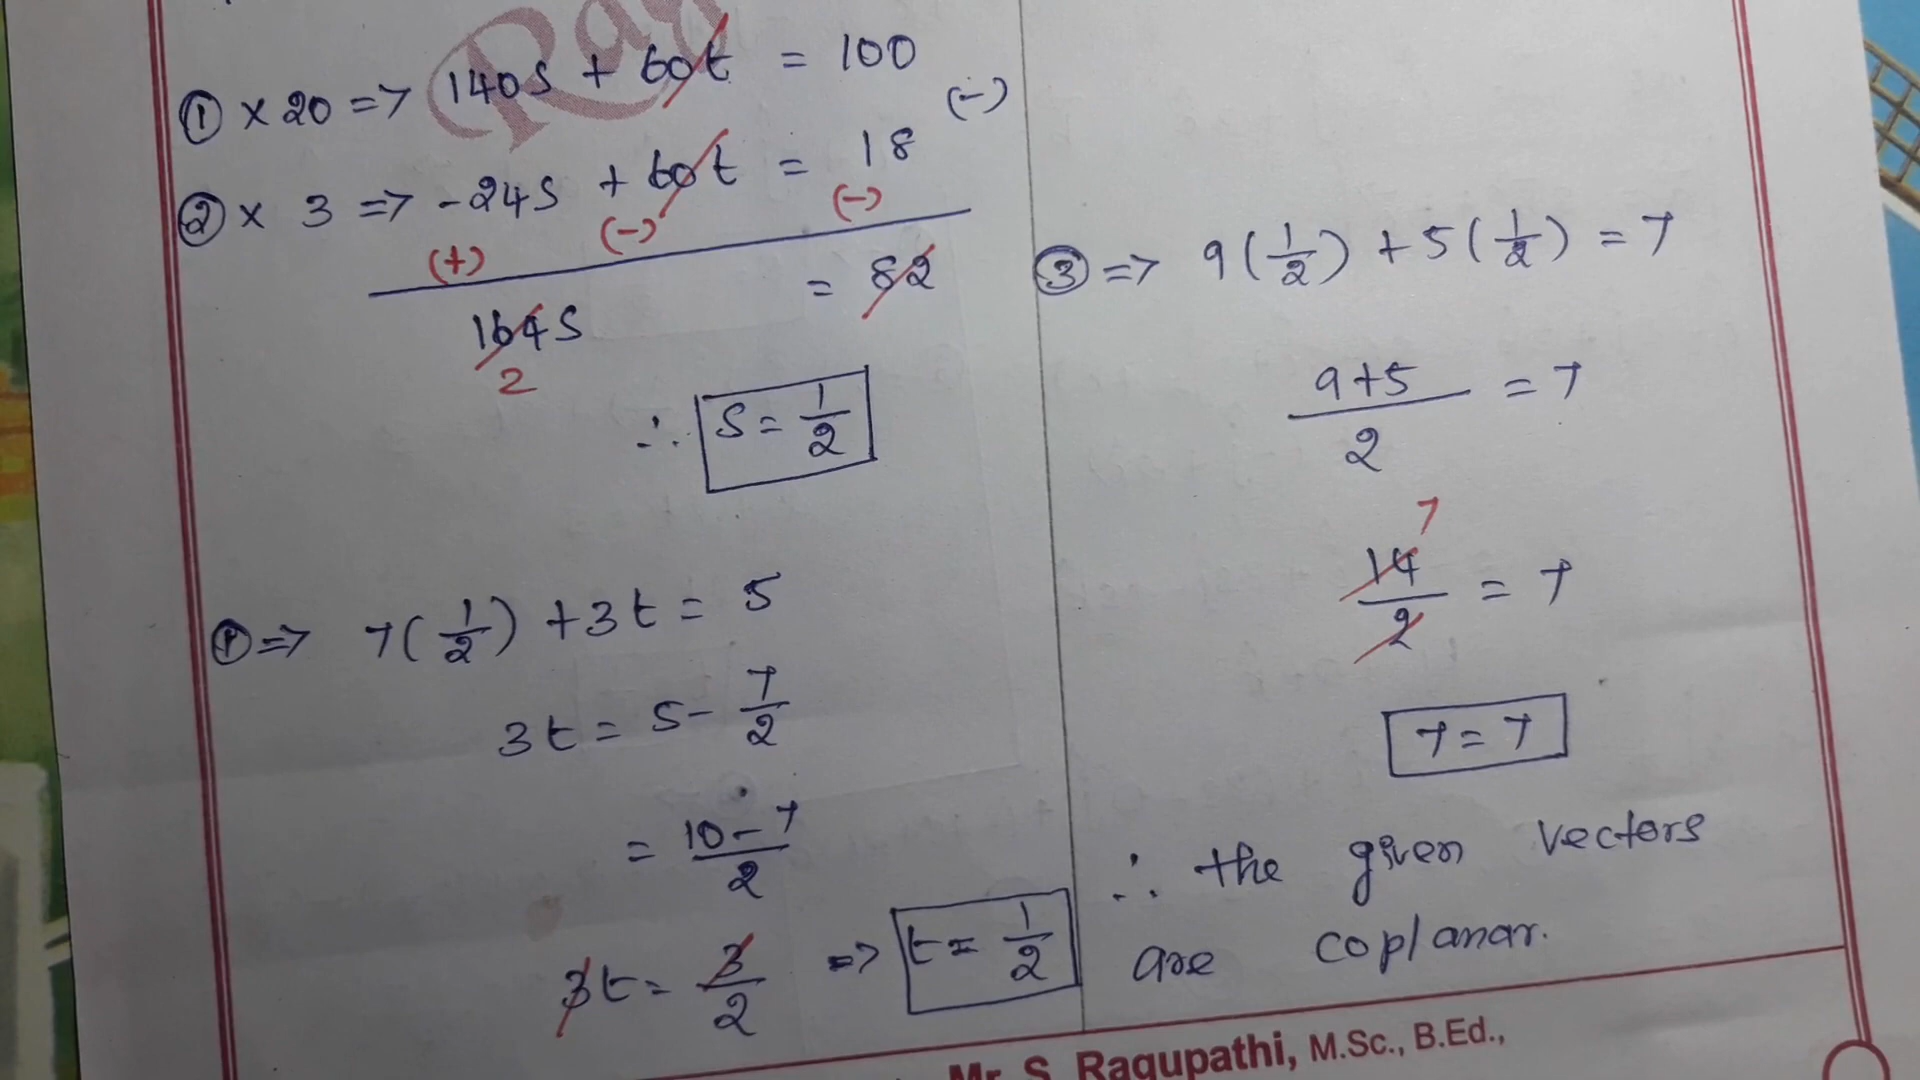 Rag
① × 20 => 140s + 60t = 100
(-)
② × 3 => -24s + 60t = 18
(+) (-) (-)
164s = 82
2
∴ s = 1/2
① => 7(1/2) + 3t = 5
3t = 5 - 7/2
= 10-7/2
3t = 3/2 => t = 1/2
③ => 9(1/2) + 5(1/2) = 7
9+5/2 = 7
7
14/2 = 7
7 = 7
∴ the given vectors
are coplanar.
Mr. S. Ragupathi, M.Sc., B.Ed.,